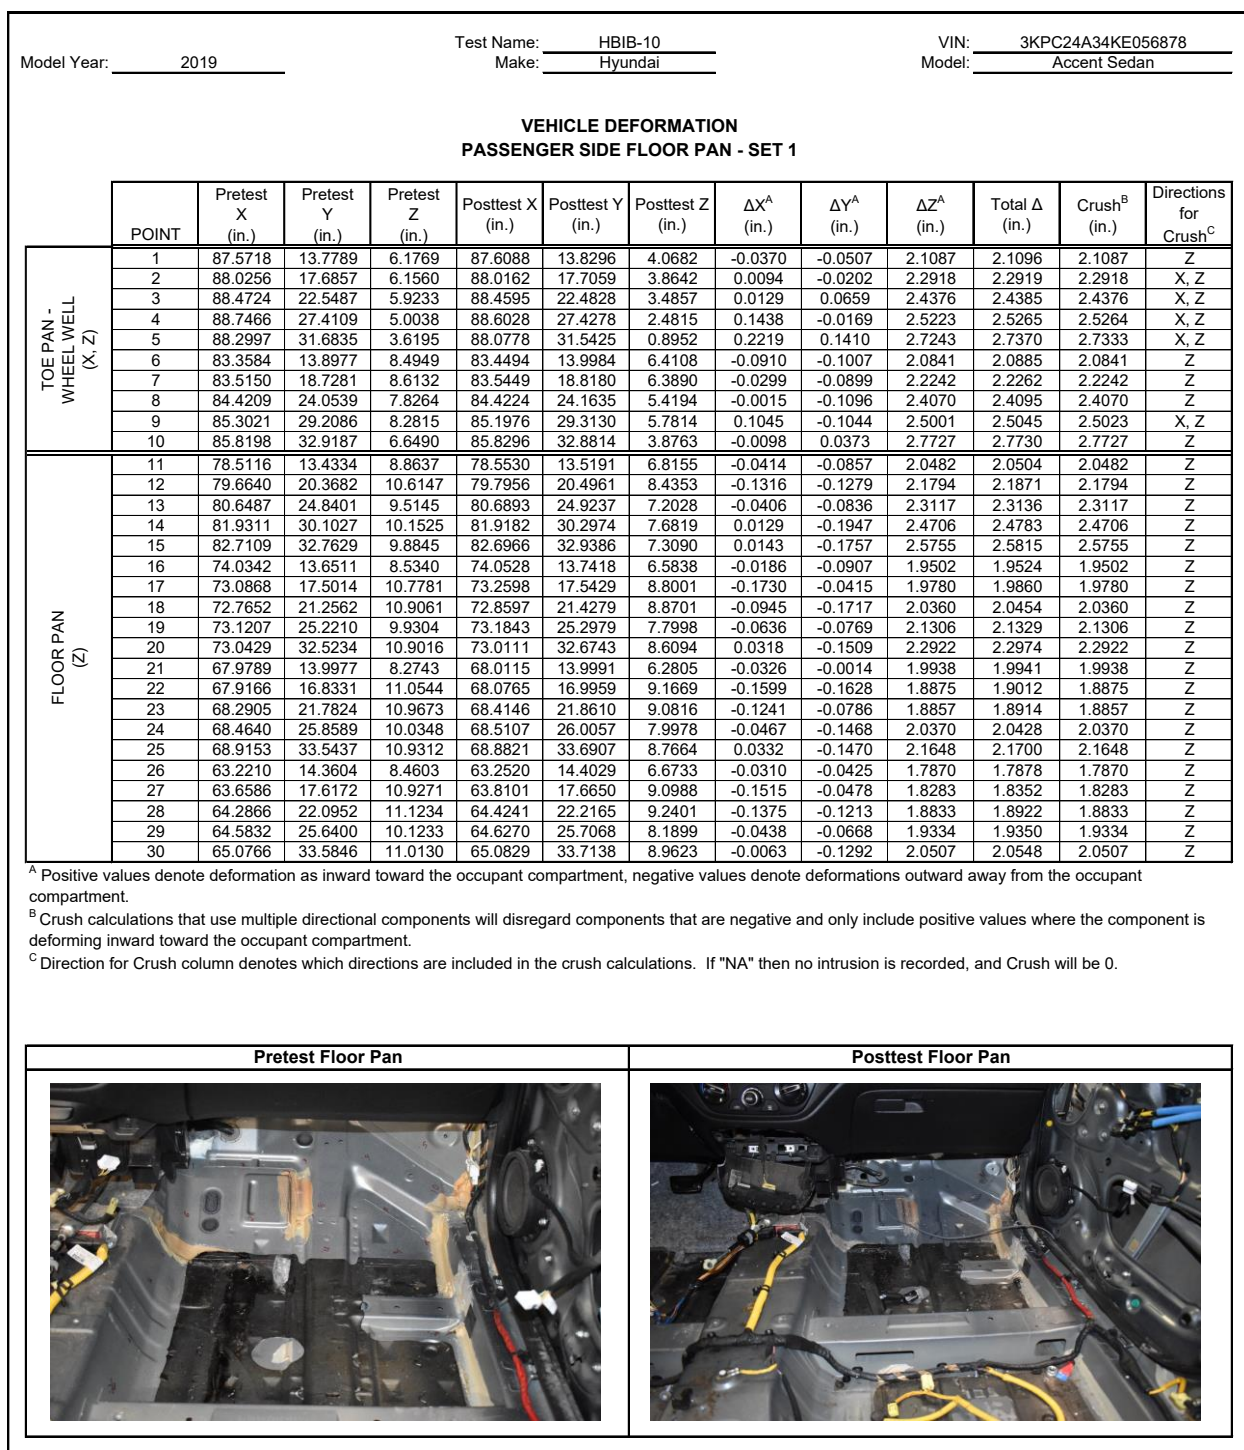 Test Name: HBIB-10 VIN: 3KPC24A34KE056878
Model Year: 2019 Make: Hyundai Model: Accent Sedan
VEHICLE DEFORMATION
PASSENGER SIDE FLOOR PAN - SET 1
POINT Pretest X (in.) Pretest Y (in.) Pretest Z (in.) Posttest X (in.) Posttest Y (in.) Posttest Z (in.) ΔXᴬ (in.) ΔYᴬ (in.) ΔZᴬ (in.) Total Δ (in.) Crushᴮ (in.) Directions for Crushᶜ
TOE PAN - WHEEL WELL (X, Z)
1 87.5718 13.7789 6.1769 87.6088 13.8296 4.0682 -0.0370 -0.0507 2.1087 2.1096 2.1087 Z
2 88.0256 17.6857 6.1560 88.0162 17.7059 3.8642 0.0094 -0.0202 2.2918 2.2919 2.2918 X, Z
3 88.4724 22.5487 5.9233 88.4595 22.4828 3.4857 0.0129 0.0659 2.4376 2.4385 2.4376 X, Z
4 88.7466 27.4109 5.0038 88.6028 27.4278 2.4815 0.1438 -0.0169 2.5223 2.5265 2.5264 X, Z
5 88.2997 31.6835 3.6195 88.0778 31.5425 0.8952 0.2219 0.1410 2.7243 2.7370 2.7333 X, Z
6 83.3584 13.8977 8.4949 83.4494 13.9984 6.4108 -0.0910 -0.1007 2.0841 2.0885 2.0841 Z
7 83.5150 18.7281 8.6132 83.5449 18.8180 6.3890 -0.0299 -0.0899 2.2242 2.2262 2.2242 Z
8 84.4209 24.0539 7.8264 84.4224 24.1635 5.4194 -0.0015 -0.1096 2.4070 2.4095 2.4070 Z
9 85.3021 29.2086 8.2815 85.1976 29.3130 5.7814 0.1045 -0.1044 2.5001 2.5045 2.5023 X, Z
10 85.8198 32.9187 6.6490 85.8296 32.8814 3.8763 -0.0098 0.0373 2.7727 2.7730 2.7727 Z
FLOOR PAN (Z)
11 78.5116 13.4334 8.8637 78.5530 13.5191 6.8155 -0.0414 -0.0857 2.0482 2.0504 2.0482 Z
12 79.6640 20.3682 10.6147 79.7956 20.4961 8.4353 -0.1316 -0.1279 2.1794 2.1871 2.1794 Z
13 80.6487 24.8401 9.5145 80.6893 24.9237 7.2028 -0.0406 -0.0836 2.3117 2.3136 2.3117 Z
14 81.9311 30.1027 10.1525 81.9182 30.2974 7.6819 0.0129 -0.1947 2.4706 2.4783 2.4706 Z
15 82.7109 32.7629 9.8845 82.6966 32.9386 7.3090 0.0143 -0.1757 2.5755 2.5815 2.5755 Z
16 74.0342 13.6511 8.5340 74.0528 13.7418 6.5838 -0.0186 -0.0907 1.9502 1.9524 1.9502 Z
17 73.0868 17.5014 10.7781 73.2598 17.5429 8.8001 -0.1730 -0.0415 1.9780 1.9860 1.9780 Z
18 72.7652 21.2562 10.9061 72.8597 21.4279 8.8701 -0.0945 -0.1717 2.0360 2.0454 2.0360 Z
19 73.1207 25.2210 9.9304 73.1843 25.2979 7.7998 -0.0636 -0.0769 2.1306 2.1329 2.1306 Z
20 73.0429 32.5234 10.9016 73.0111 32.6743 8.6094 0.0318 -0.1509 2.2922 2.2974 2.2922 Z
21 67.9789 13.9977 8.2743 68.0115 13.9991 6.2805 -0.0326 -0.0014 1.9938 1.9941 1.9938 Z
22 67.9166 16.8331 11.0544 68.0765 16.9959 9.1669 -0.1599 -0.1628 1.8875 1.9012 1.8875 Z
23 68.2905 21.7824 10.9673 68.4146 21.8610 9.0816 -0.1241 -0.0786 1.8857 1.8914 1.8857 Z
24 68.4640 25.8589 10.0348 68.5107 26.0057 7.9978 -0.0467 -0.1468 2.0370 2.0428 2.0370 Z
25 68.9153 33.5437 10.9312 68.8821 33.6907 8.7664 0.0332 -0.1470 2.1648 2.1700 2.1648 Z
26 63.2210 14.3604 8.4603 63.2520 14.4029 6.6733 -0.0310 -0.0425 1.7870 1.7878 1.7870 Z
27 63.6586 17.6172 10.9271 63.8101 17.6650 9.0988 -0.1515 -0.0478 1.8283 1.8352 1.8283 Z
28 64.2866 22.0952 11.1234 64.4241 22.2165 9.2401 -0.1375 -0.1213 1.8833 1.8922 1.8833 Z
29 64.5832 25.6400 10.1233 64.6270 25.7068 8.1899 -0.0438 -0.0668 1.9334 1.9350 1.9334 Z
30 65.0766 33.5846 11.0130 65.0829 33.7138 8.9623 -0.0063 -0.1292 2.0507 2.0548 2.0507 Z
ᴬ Positive values denote deformation as inward toward the occupant compartment, negative values denote deformations outward away from the occupant
compartment.
ᴮ Crush calculations that use multiple directional components will disregard components that are negative and only include positive values where the component is
deforming inward toward the occupant compartment.
ᶜ Direction for Crush column denotes which directions are included in the crush calculations. If "NA" then no intrusion is recorded, and Crush will be 0.
Pretest Floor Pan Posttest Floor Pan